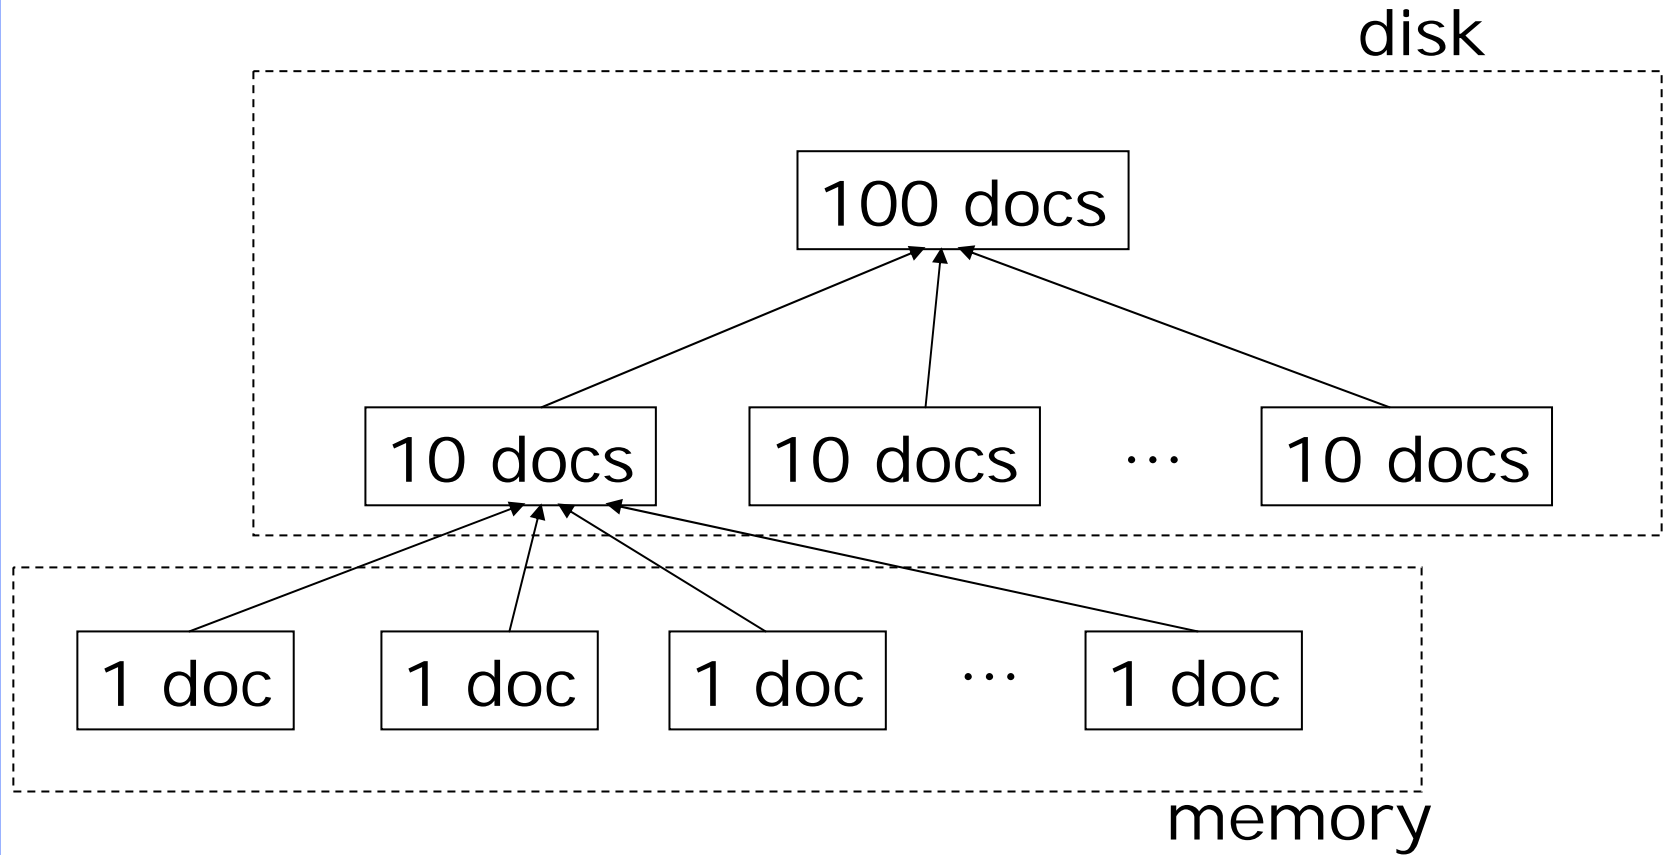 disk
100 docs
10 docs 10 docs ... 10 docs
1 doc 1 doc 1 doc ... 1 doc
memory